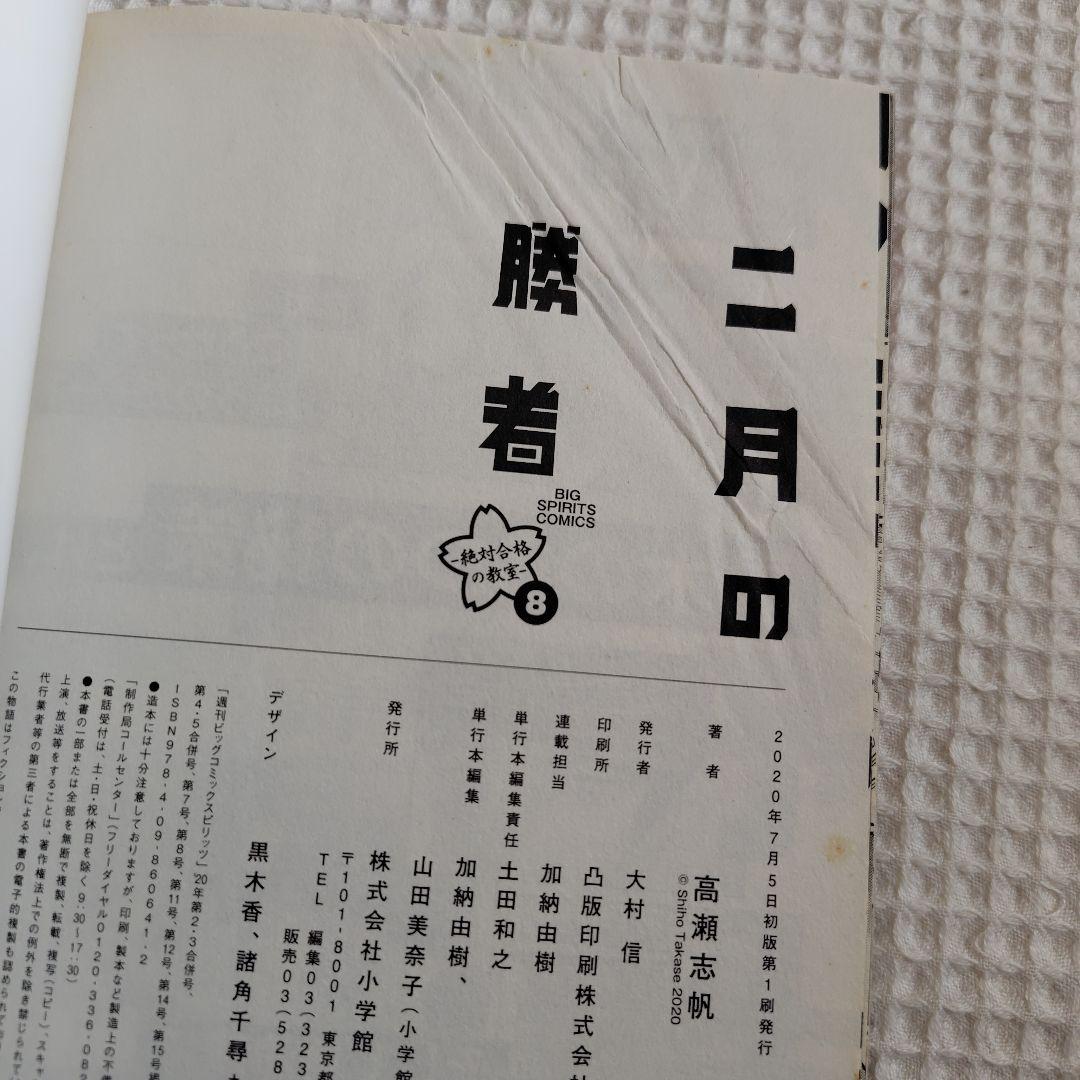 二月の
勝者
BIG
SPIRITS
COMICS
-絶対合格
の教室-
8
2020年7月5日初版第1刷発行
著者 高瀬志帆
© Shiho Takase 2020
発行者 大村 信
印刷所 凸版印刷株式会社
連載担当 加納由樹
単行本編集責任 土田和之
単行本編集 加納由樹、
山田美奈子(小学館
発行所 株式会社小学館
〒101-8001 東京都
TEL 編集03(323
販売03(528
デザイン 黒木香、諸角千尋
「週刊ビッグコミックスピリッツ」'20年第2・3合併号、
第4・5合併号、第7号、第8号、第11号、第12号、第14号、第15号
ISBN978-4-09-860641-2
●造本には十分注意しておりますが、印刷、製本など製造上の不
「制作局コールセンター」(フリーダイヤル0120-336-08
(電話受付は、土・日・祝休日を除く9:30〜17:30)
●本書の一部または全部を無断で複製、転載、複写(コピー)、スキャ
上演、放送等をすることは、著作権法上での例外を除き禁じられて
代行業者等の第三者による本書の電子的複製も認められて
この物語はフィクション